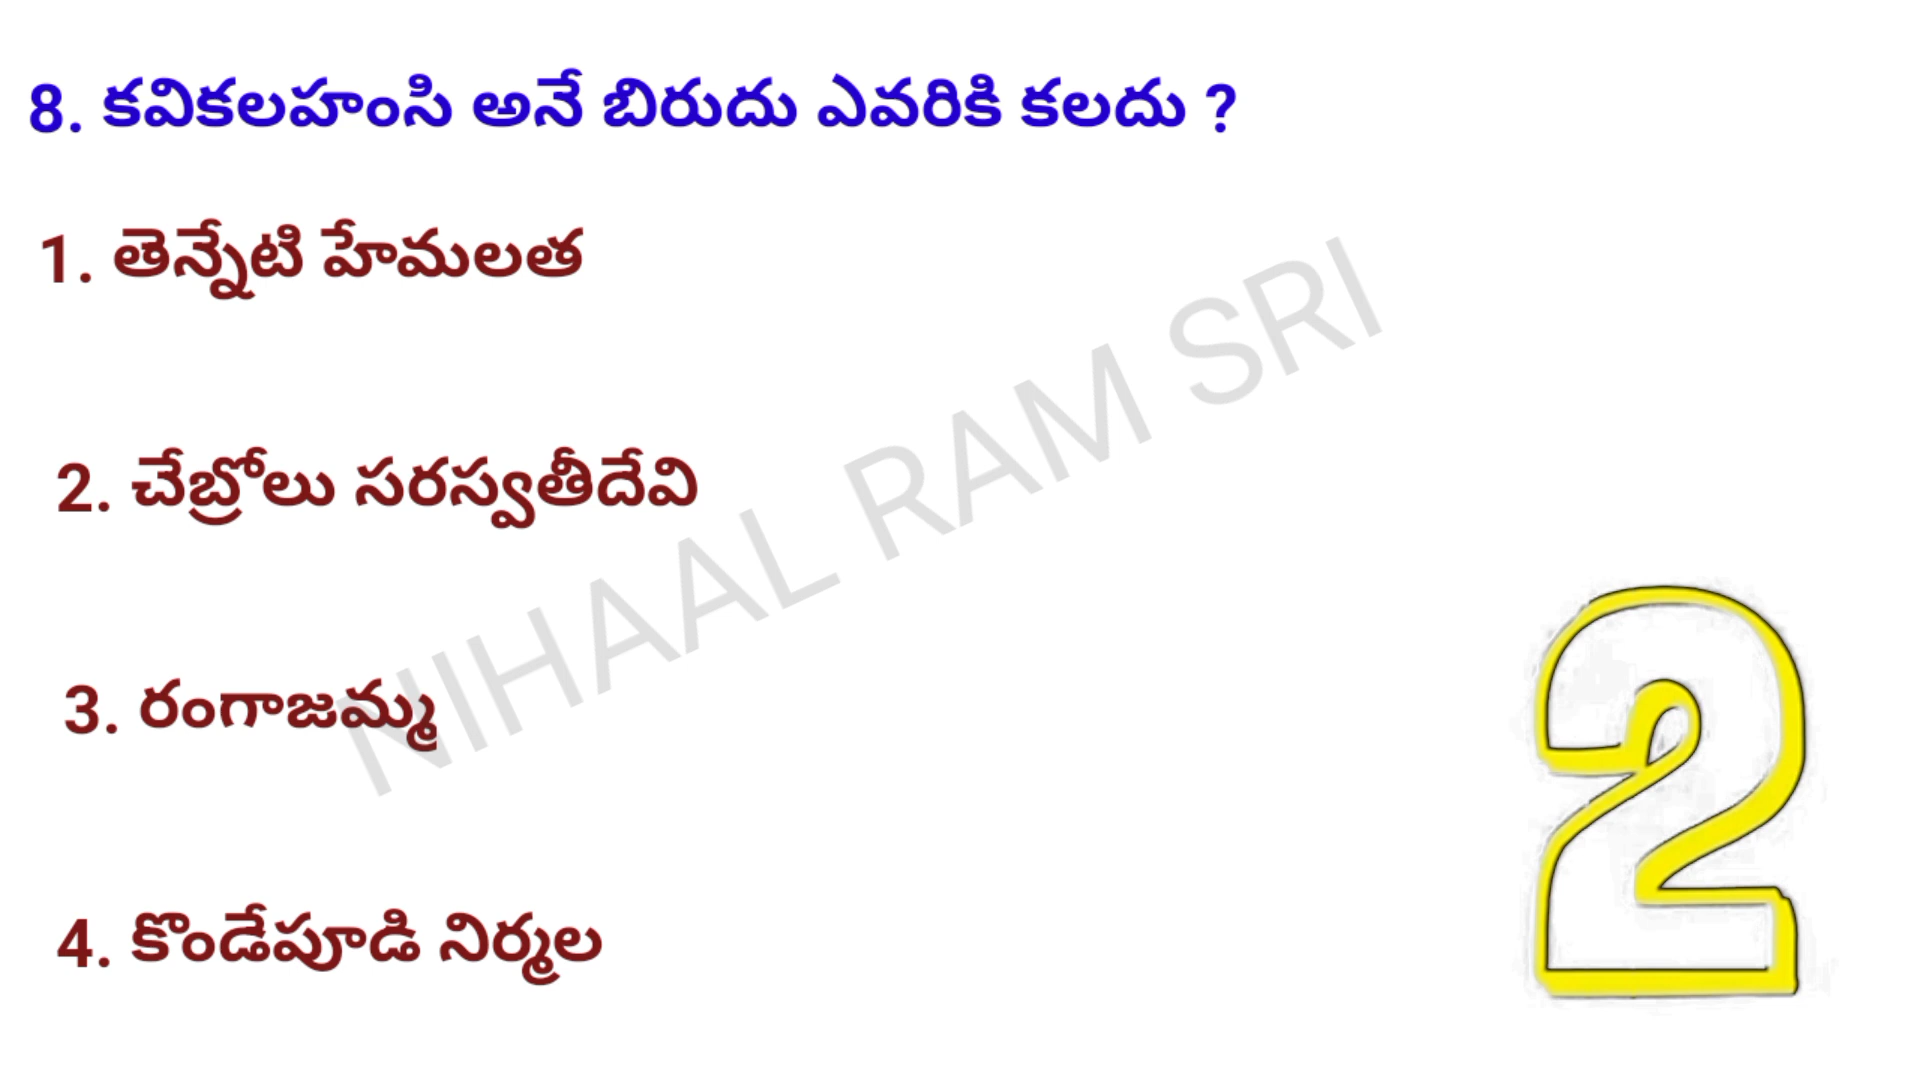 8. కవికలహంసి అనే బిరుదు ఎవరికి కలదు ?
1. తెన్నేటి హేమలత
2. చేబ్రోలు సరస్వతీదేవి
3. రంగాజమ్మ
4. కొండేపూడి నిర్మల
NIHAAL RAM SRI
2